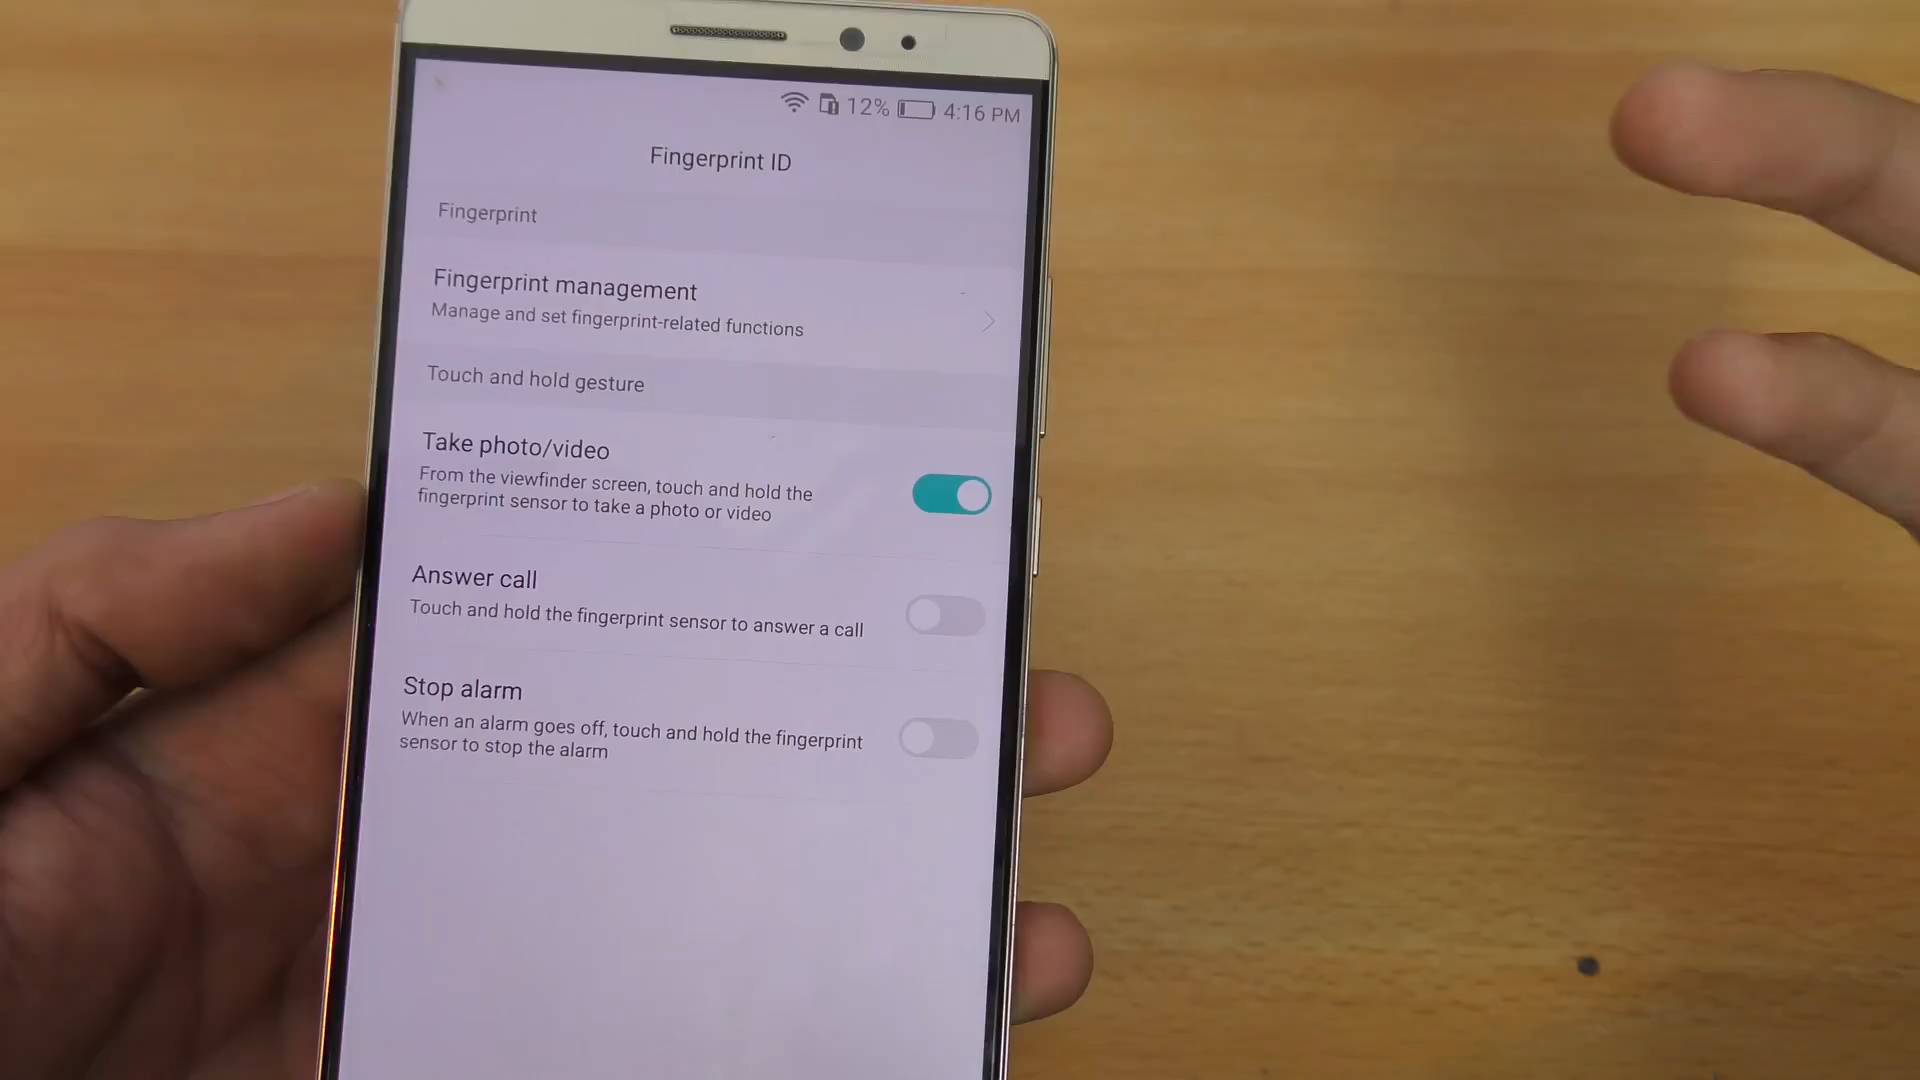 12% 4:16 PM
Fingerprint ID
Fingerprint
Fingerprint management
Manage and set fingerprint-related functions
Touch and hold gesture
Take photo/video
From the viewfinder screen, touch and hold the
fingerprint sensor to take a photo or video
Answer call
Touch and hold the fingerprint sensor to answer a call
Stop alarm
When an alarm goes off, touch and hold the fingerprint
sensor to stop the alarm